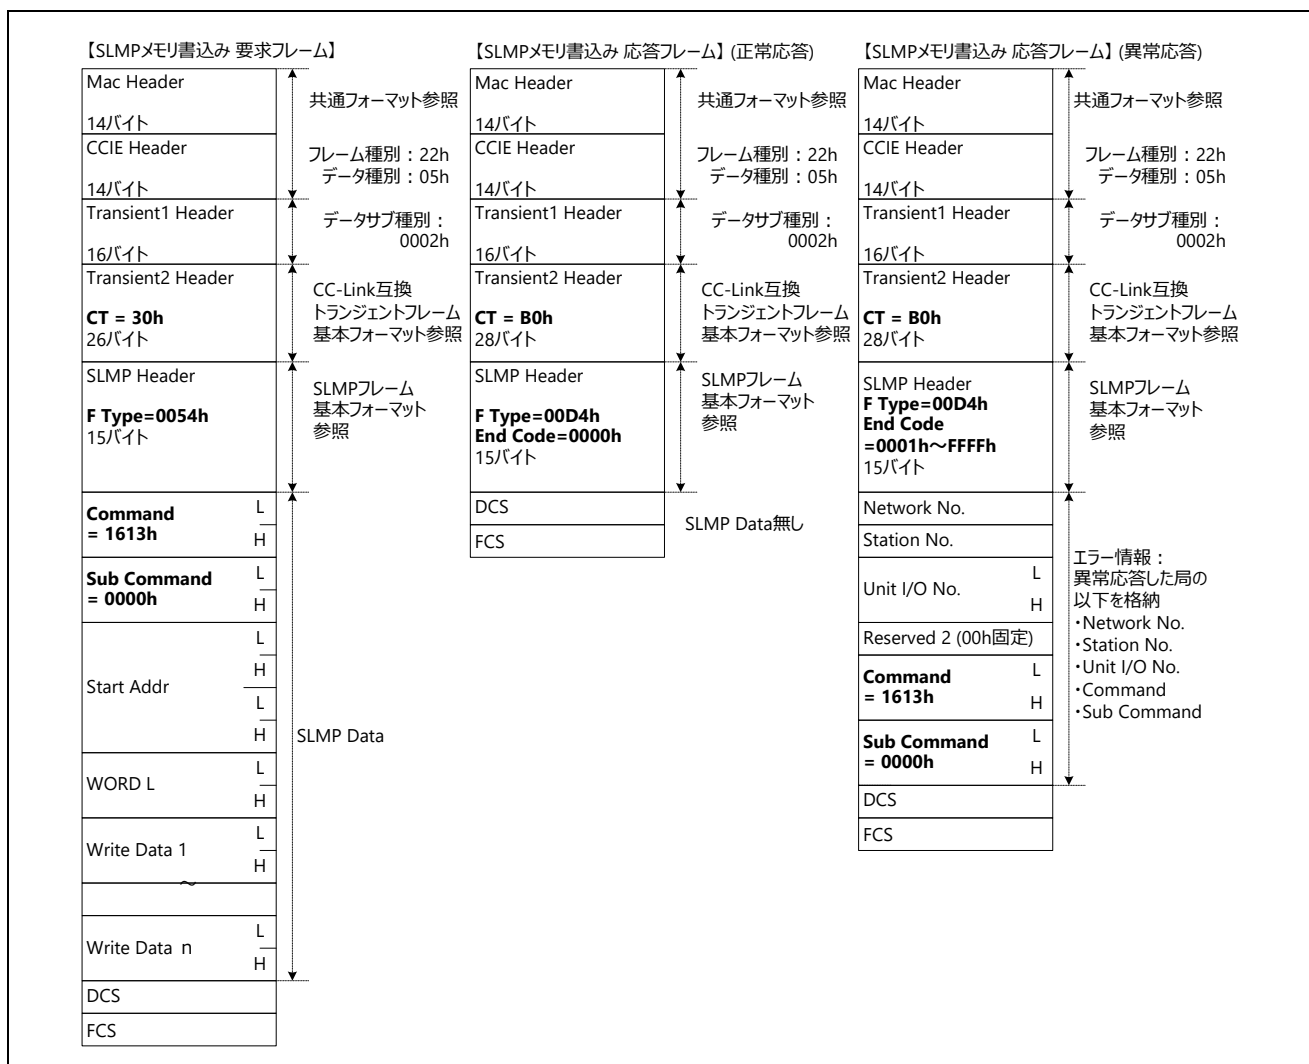 【SLMPメモリ書込み 要求フレーム】
Mac Header
14バイト
共通フォーマット参照
CCIE Header
14バイト
フレーム種別：22h
データ種別：05h
Transient1 Header
16バイト
データサブ種別：
0002h
Transient2 Header
CT = 30h
26バイト
CC-Link互換
トランジェントフレーム
基本フォーマット参照
SLMP Header
F Type=0054h
15バイト
SLMPフレーム
基本フォーマット
参照
Command
= 1613h
L
H
Sub Command
= 0000h
L
H
Start Addr
L
H
L
H
WORD L
L
H
Write Data 1
L
H
～
Write Data n
L
H
SLMP Data
DCS
FCS
【SLMPメモリ書込み 応答フレーム】(正常応答)
Mac Header
14バイト
共通フォーマット参照
CCIE Header
14バイト
フレーム種別：22h
データ種別：05h
Transient1 Header
16バイト
データサブ種別：
0002h
Transient2 Header
CT = B0h
28バイト
CC-Link互換
トランジェントフレーム
基本フォーマット参照
SLMP Header
F Type=00D4h
End Code=0000h
15バイト
SLMPフレーム
基本フォーマット
参照
DCS
FCS
SLMP Data無し
【SLMPメモリ書込み 応答フレーム】(異常応答)
Mac Header
14バイト
共通フォーマット参照
CCIE Header
14バイト
フレーム種別：22h
データ種別：05h
Transient1 Header
16バイト
データサブ種別：
0002h
Transient2 Header
CT = B0h
28バイト
CC-Link互換
トランジェントフレーム
基本フォーマット参照
SLMP Header
F Type=00D4h
End Code
=0001h～FFFFh
15バイト
SLMPフレーム
基本フォーマット
参照
Network No.
Station No.
Unit I/O No.
L
H
Reserved 2 (00h固定)
Command
= 1613h
L
H
Sub Command
= 0000h
L
H
エラー情報：
異常応答した局の
以下を格納
・Network No.
・Station No.
・Unit I/O No.
・Command
・Sub Command
DCS
FCS